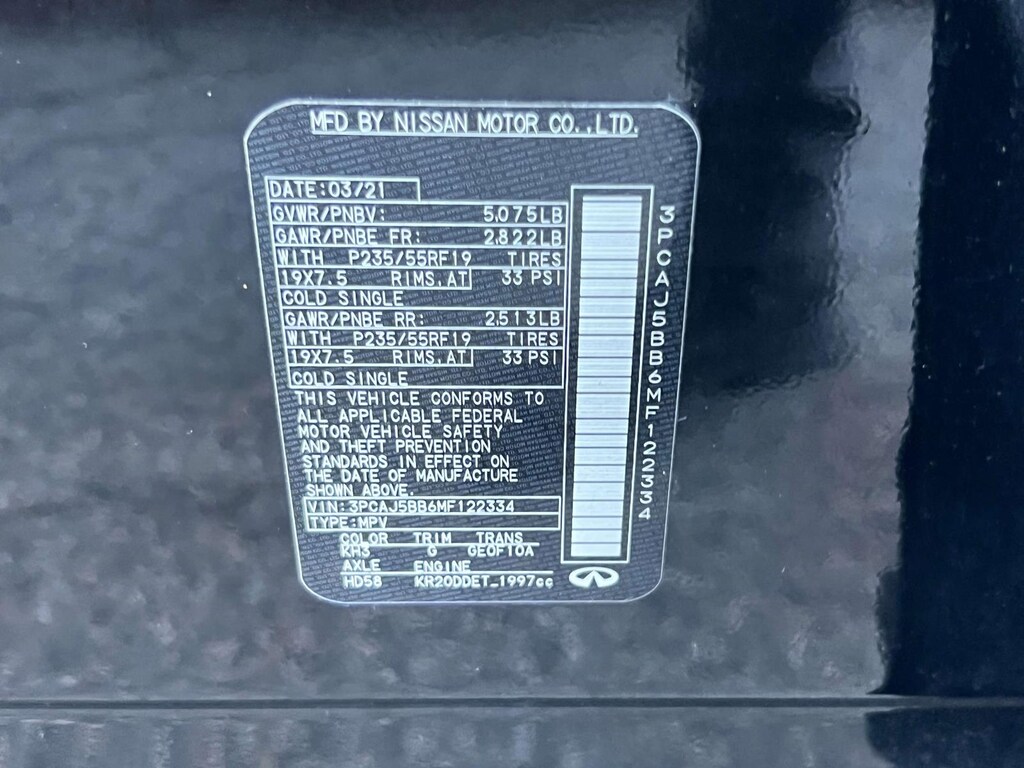 MFD BY NISSAN MOTOR CO.,LTD.
DATE:03/21
GVWR/PNBV: 5,075LB
GAWR/PNBE FR: 2,822LB
WITH P235/55RF19 TIRES
19X7.5 RIMS,AT 33 PSI
COLD SINGLE
GAWR/PNBE RR: 2,513LB
WITH P235/55RF19 TIRES
19X7.5 RIMS,AT 33 PSI
COLD SINGLE
THIS VEHICLE CONFORMS TO
ALL APPLICABLE FEDERAL
MOTOR VEHICLE SAFETY
AND THEFT PREVENTION
STANDARDS IN EFFECT ON
THE DATE OF MANUFACTURE
SHOWN ABOVE.
VIN:3PCAJ5BB6MF122334
TYPE:MPV
COLOR TRIM TRANS
KH3 G GE0F10A
AXLE ENGINE
HD58 KR20DDET_1997cc
3PCAJ5BB6MF122334